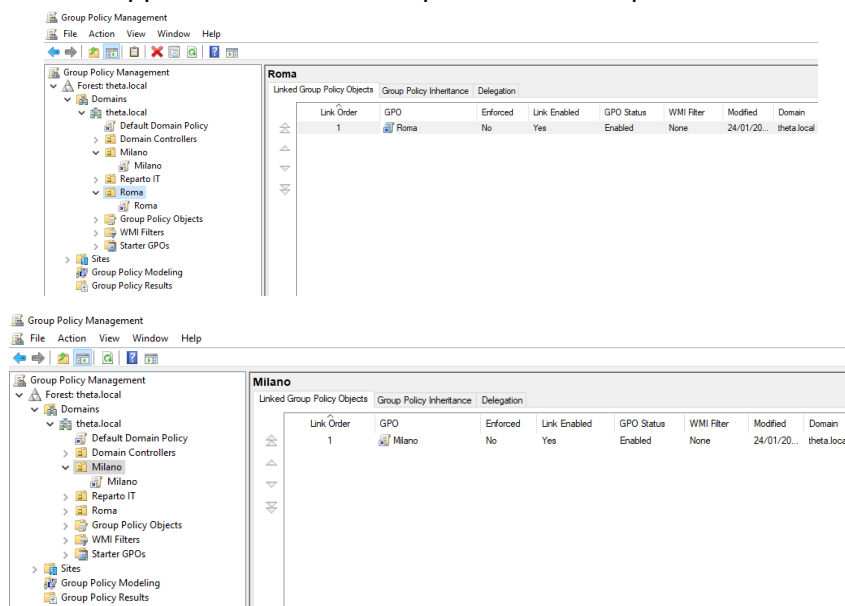 Group Policy Management
File Action View Window Help
Group Policy Management
Forest: theta.local
Domains
theta.local
Default Domain Policy
Domain Controllers
Milano
Milano
Reparto IT
Roma
Roma
Group Policy Objects
WMI Filters
Starter GPOs
Sites
Group Policy Modeling
Group Policy Results
Roma
Linked Group Policy Objects Group Policy Inheritance Delegation
Link Order GPO Enforced Link Enabled GPO Status WMI Filter Modified Domain
1 Roma No Yes Enabled None 24/01/20... theta.local
Group Policy Management
File Action View Window Help
Group Policy Management
Forest: theta.local
Domains
theta.local
Default Domain Policy
Domain Controllers
Milano
Milano
Reparto IT
Roma
Group Policy Objects
WMI Filters
Starter GPOs
Sites
Group Policy Modeling
Group Policy Results
Milano
Linked Group Policy Objects Group Policy Inheritance Delegation
Link Order GPO Enforced Link Enabled GPO Status WMI Filter Modified Domain
1 Milano No Yes Enabled None 24/01/20... theta.loca